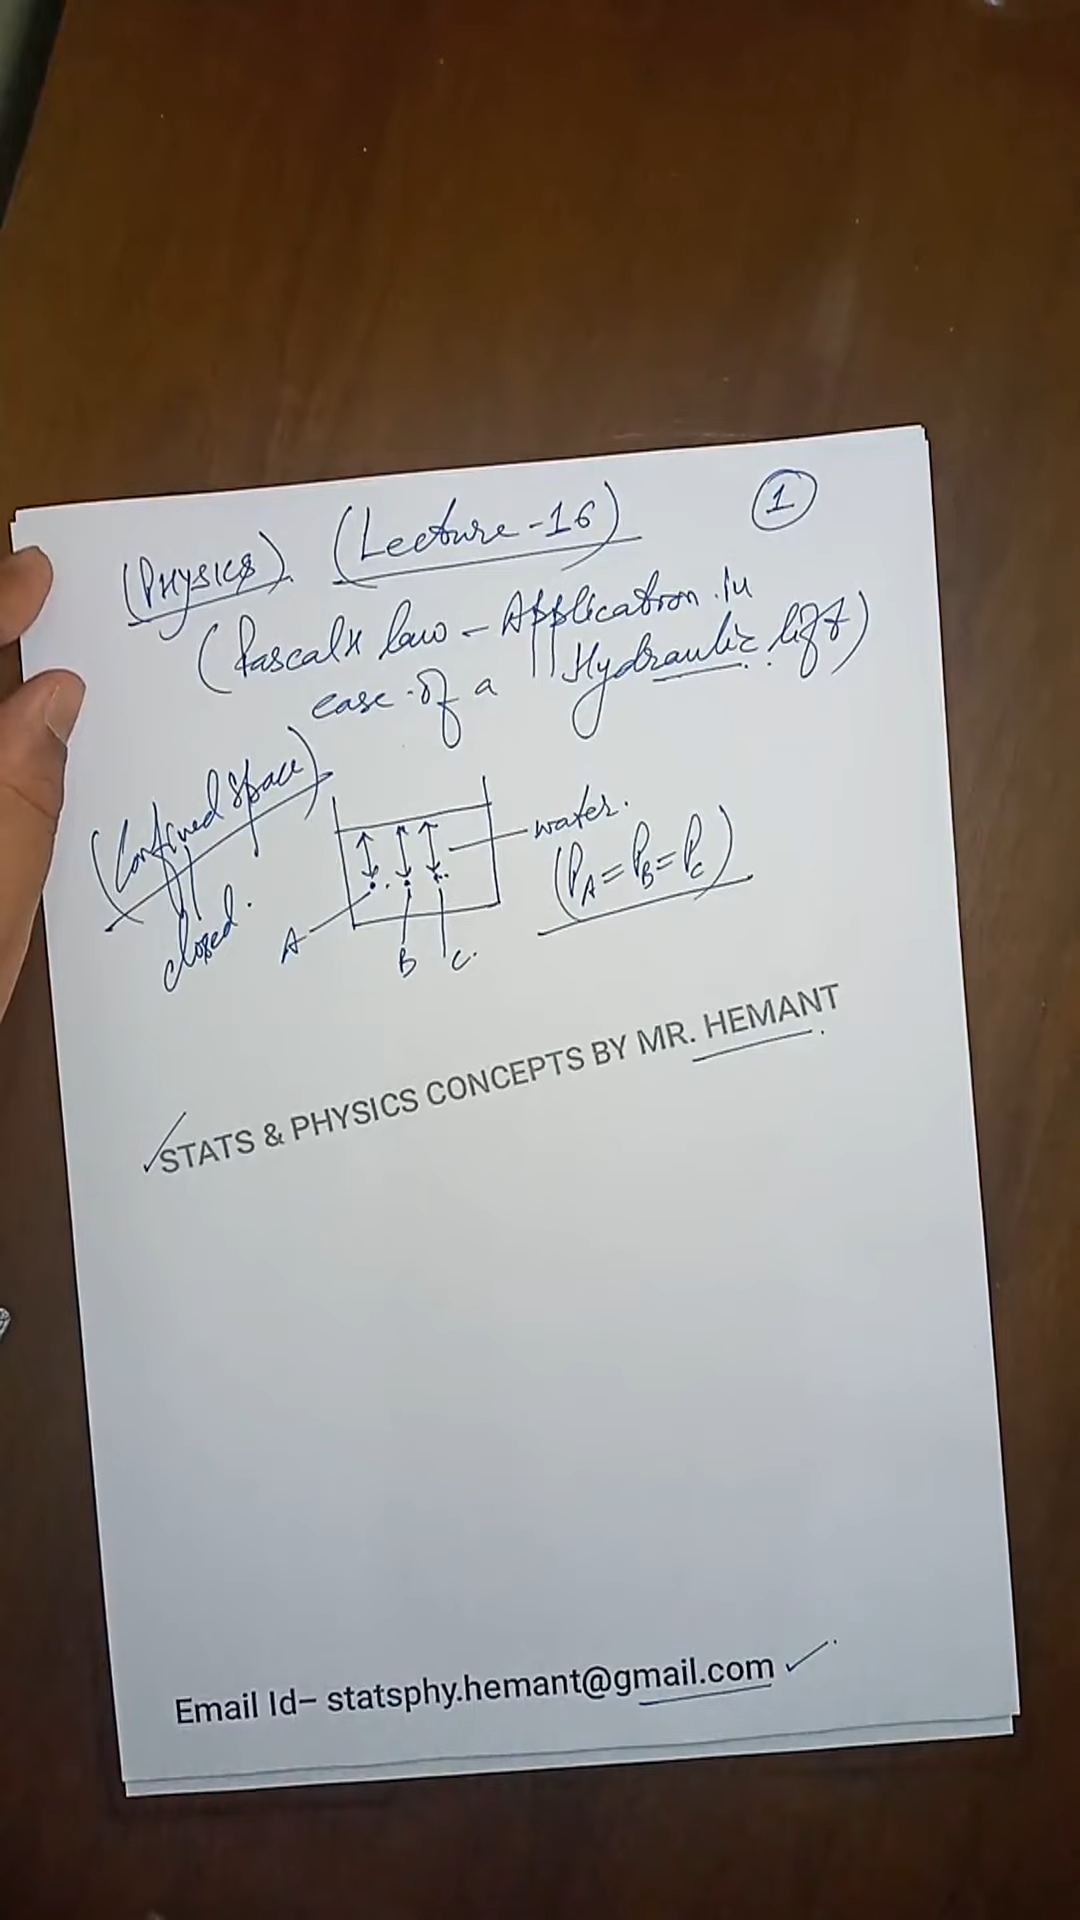 (Physics). (Lecture-16) 1
(Pascal's law - Application in
case of a Hydraulic lift)
(Confined space)
closed.
water.
(PA = PB = PC)
A
B C.
STATS & PHYSICS CONCEPTS BY MR. HEMANT
Email Id– statsphy.hemant@gmail.com